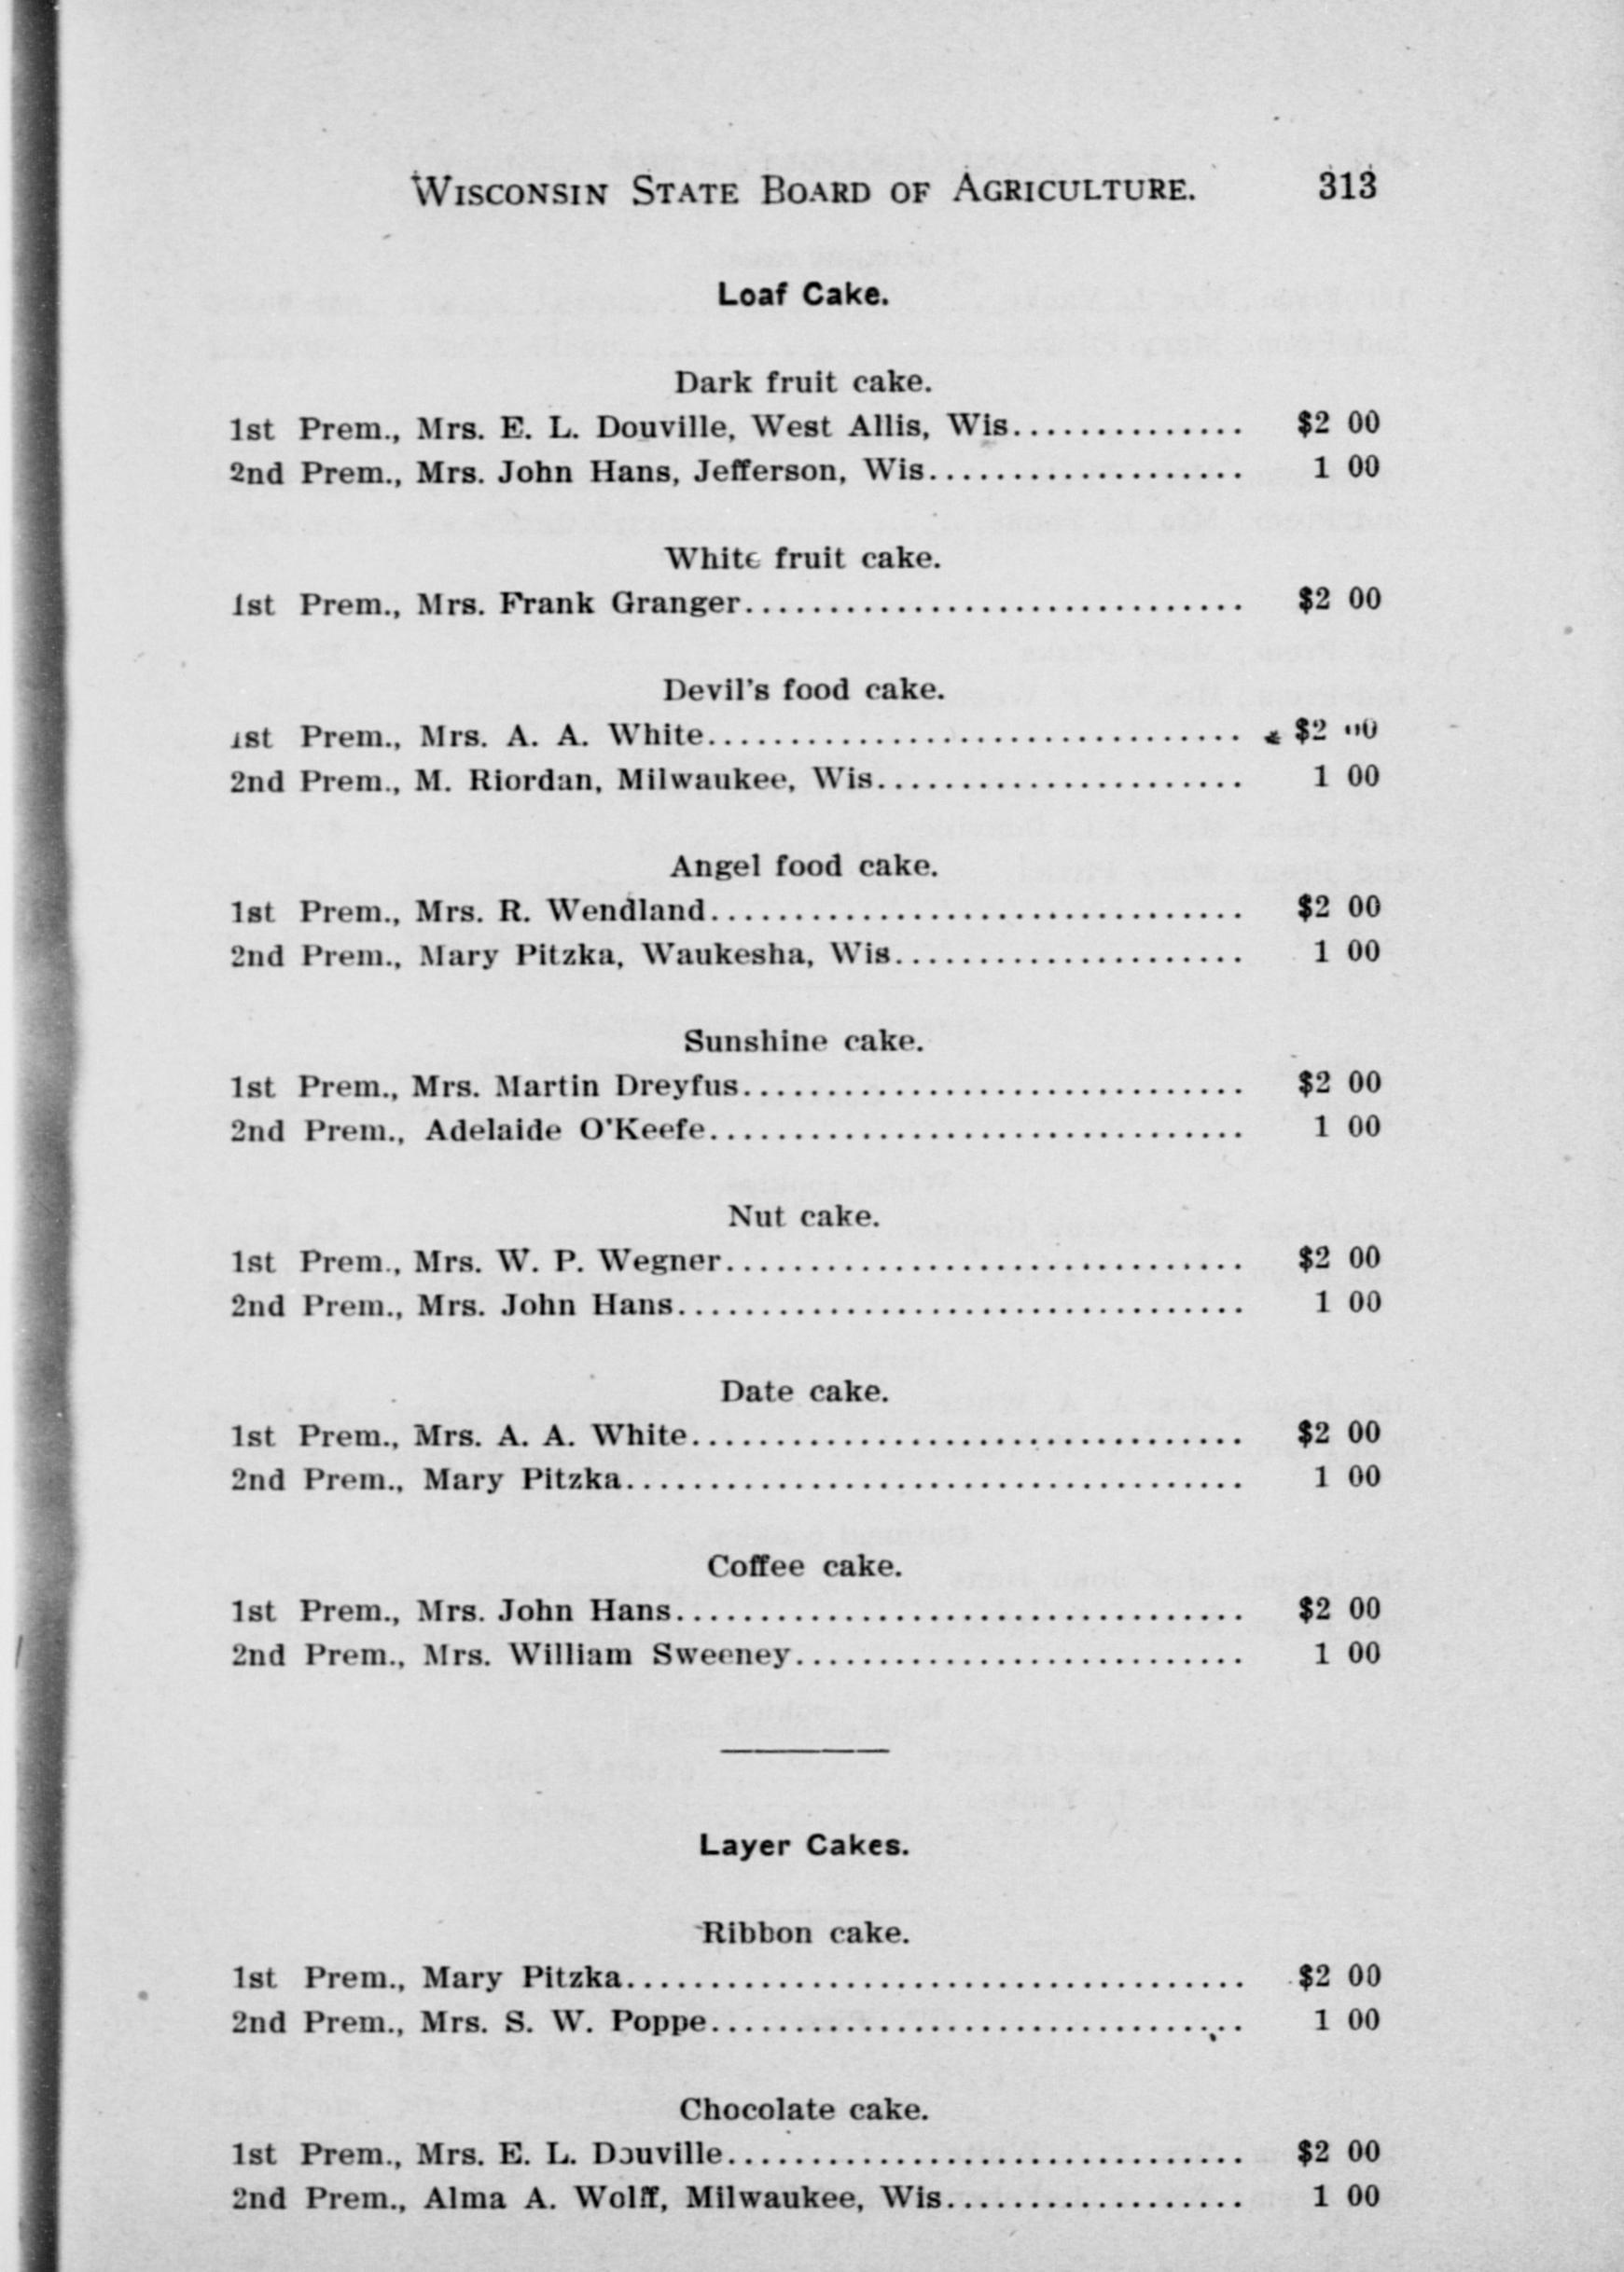 WISCONSIN STATE BOARD OF AGRICULTURE. 313
Loaf Cake.
Dark fruit cake.
1st Prem., Mrs. E. L. Douville, West Allis, Wis.............. $2 00
2nd Prem., Mrs. John Hans, Jefferson, Wis................... 1 00
White fruit cake.
1st Prem., Mrs. Frank Granger.............................. $2 00
Devil's food cake.
1st Prem., Mrs. A. A. White................................ $2 00
2nd Prem., M. Riordan, Milwaukee, Wis...................... 1 00
Angel food cake.
1st Prem., Mrs. R. Wendland................................ $2 00
2nd Prem., Mary Pitzka, Waukesha, Wis..................... 1 00
Sunshine cake.
1st Prem., Mrs. Martin Dreyfus.............................. $2 00
2nd Prem., Adelaide O'Keefe................................ 1 00
Nut cake.
1st Prem., Mrs. W. P. Wegner............................... $2 00
2nd Prem., Mrs. John Hans.................................. 1 00
Date cake.
1st Prem., Mrs. A. A. White................................. $2 00
2nd Prem., Mary Pitzka..................................... 1 00
Coffee cake.
1st Prem., Mrs. John Hans.................................. $2 00
2nd Prem., Mrs. William Sweeney........................... 1 00
Layer Cakes.
Ribbon cake.
1st Prem., Mary Pitzka..................................... $2 00
2nd Prem., Mrs. S. W. Poppe................................ 1 00
Chocolate cake.
1st Prem., Mrs. E. L. Douville............................... $2 00
2nd Prem., Alma A. Wolff, Milwaukee, Wis.................. 1 00